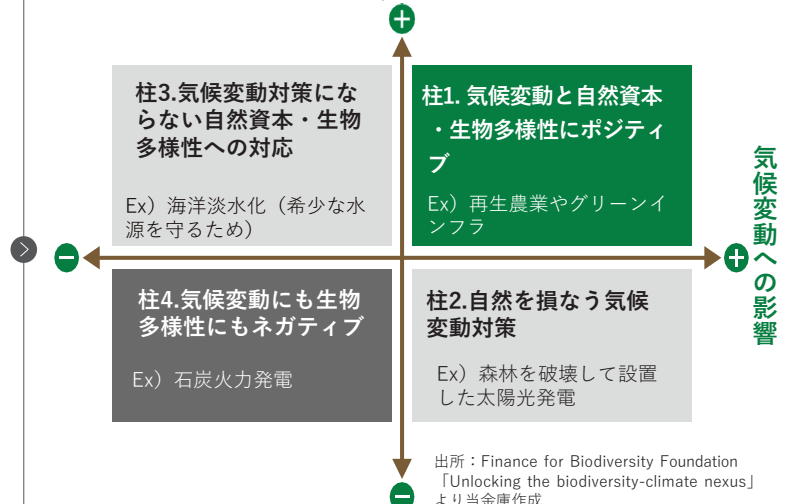 柱3.気候変動対策にな
らない自然資本・生物
多様性への対応
Ex）海洋淡水化（希少な水
源を守るため）
柱1. 気候変動と自然資本
・生物多様性にポジティ
ブ
Ex）再生農業やグリーンイ
ンフラ
気候変動への影響
柱4.気候変動にも生物
多様性にもネガティブ
Ex）石炭火力発電
柱2.自然を損なう気候
変動対策
Ex）森林を破壊して設置
した太陽光発電
出所：Finance for Biodiversity Foundation
「Unlocking the biodiversity-climate nexus」
より当金庫作成